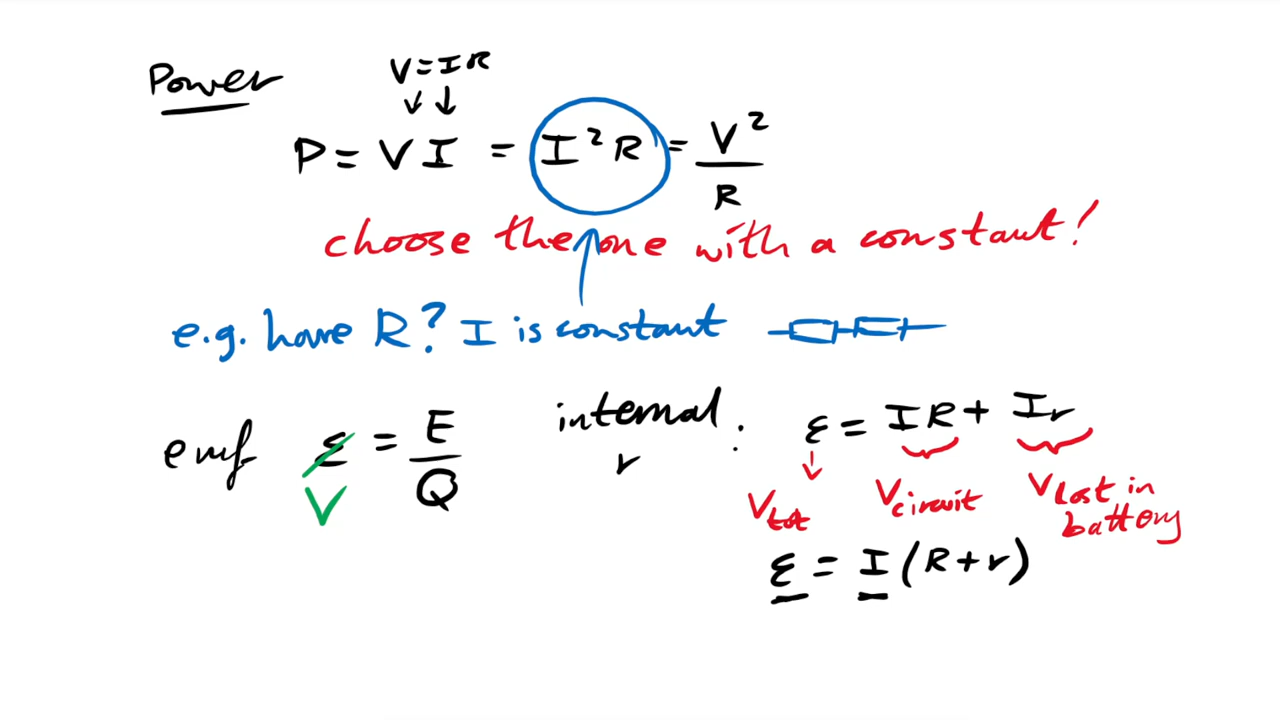 Power
V = IR
P = VI = I²R = V²/R
choose the one with a constant!
e.g. have R? I is constant
emf ε = E/Q
V
internal r :
ε = IR + Ir
Vtot Vcircuit Vlost in battery
ε = I(R+r)